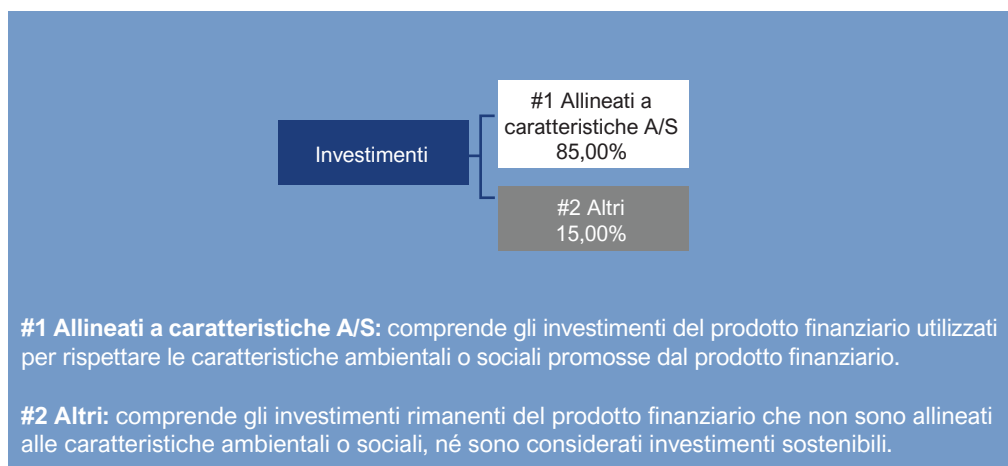 #1 Allineati a
caratteristiche A/S
85,00%
Investimenti
#2 Altri
15,00%
#1 Allineati a caratteristiche A/S: comprende gli investimenti del prodotto finanziario utilizzati
per rispettare le caratteristiche ambientali o sociali promosse dal prodotto finanziario.
#2 Altri: comprende gli investimenti rimanenti del prodotto finanziario che non sono allineati
alle caratteristiche ambientali o sociali, né sono considerati investimenti sostenibili.